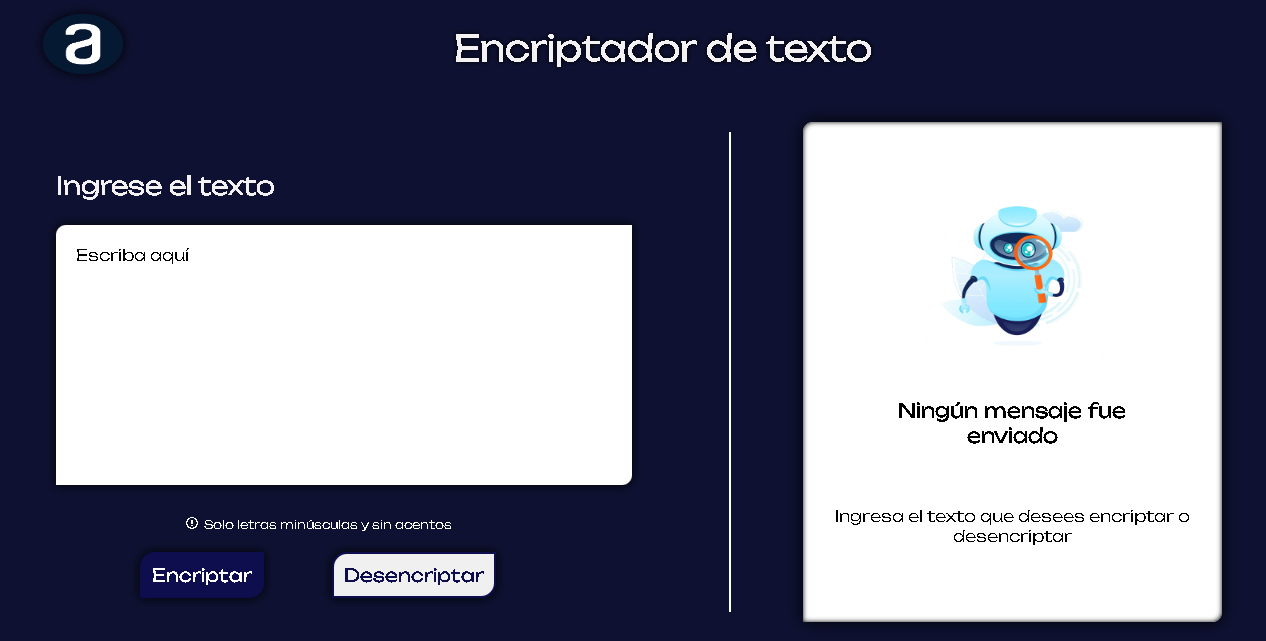 a
Encriptador de texto
Ingrese el texto
Escriba aquí
Solo letras minúsculas y sin acentos
Encriptar
Desencriptar
Ningún mensaje fue
enviado
Ingresa el texto que desees encriptar o
desencriptar